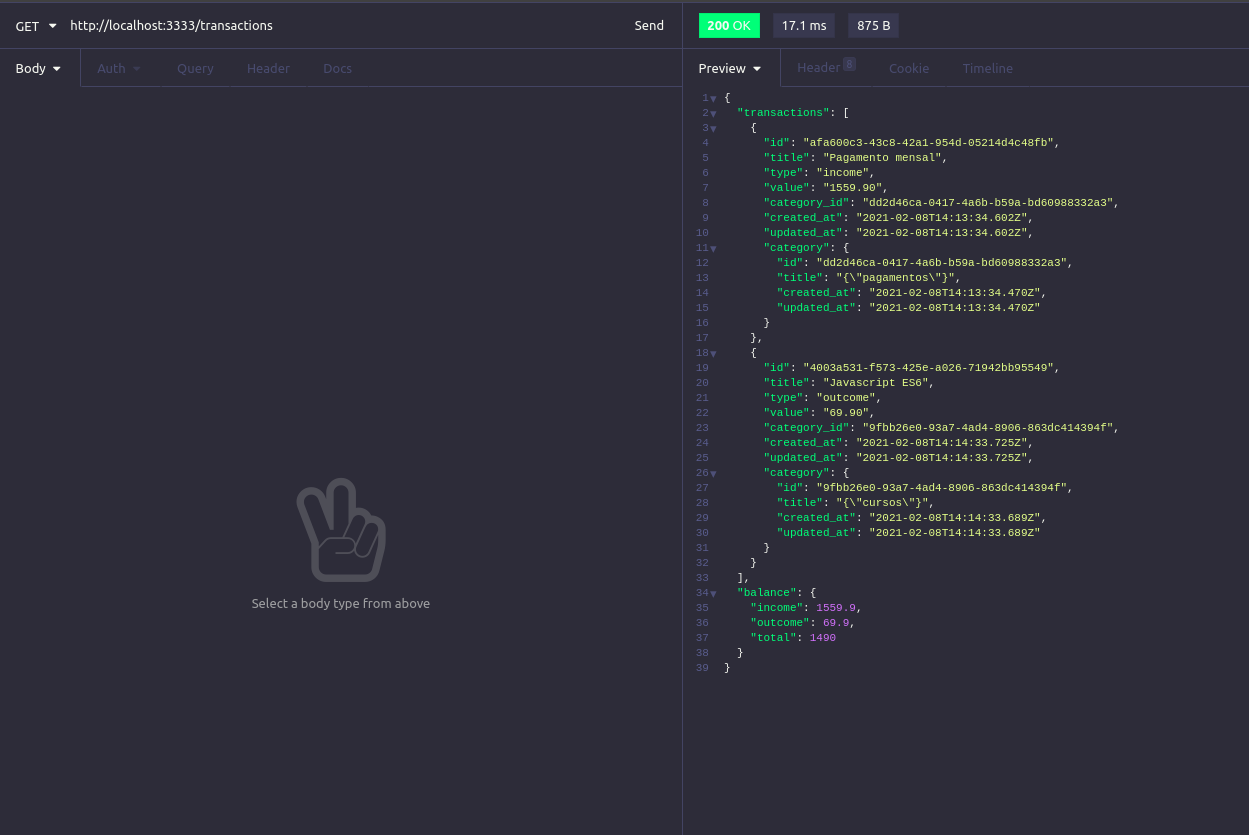 GET http://localhost:3333/transactions Send
200 OK 17.1 ms 875 B
Body Auth Query Header Docs
Preview Header 8 Cookie Timeline
Select a body type from above
1 {
2 "transactions": [
3 {
4 "id": "afa600c3-43c8-42a1-954d-05214d4c48fb",
5 "title": "Pagamento mensal",
6 "type": "income",
7 "value": "1559.90",
8 "category_id": "dd2d46ca-0417-4a6b-b59a-bd60988332a3",
9 "created_at": "2021-02-08T14:13:34.602Z",
10 "updated_at": "2021-02-08T14:13:34.602Z",
11 "category": {
12 "id": "dd2d46ca-0417-4a6b-b59a-bd60988332a3",
13 "title": "{\"pagamentos\"}",
14 "created_at": "2021-02-08T14:13:34.470Z",
15 "updated_at": "2021-02-08T14:13:34.470Z"
16 }
17 },
18 {
19 "id": "4003a531-f573-425e-a026-71942bb95549",
20 "title": "Javascript ES6",
21 "type": "outcome",
22 "value": "69.90",
23 "category_id": "9fbb26e0-93a7-4ad4-8906-863dc414394f",
24 "created_at": "2021-02-08T14:14:33.725Z",
25 "updated_at": "2021-02-08T14:14:33.725Z",
26 "category": {
27 "id": "9fbb26e0-93a7-4ad4-8906-863dc414394f",
28 "title": "{\"cursos\"}",
29 "created_at": "2021-02-08T14:14:33.689Z",
30 "updated_at": "2021-02-08T14:14:33.689Z"
31 }
32 }
33 ],
34 "balance": {
35 "income": 1559.9,
36 "outcome": 69.9,
37 "total": 1490
38 }
39 }